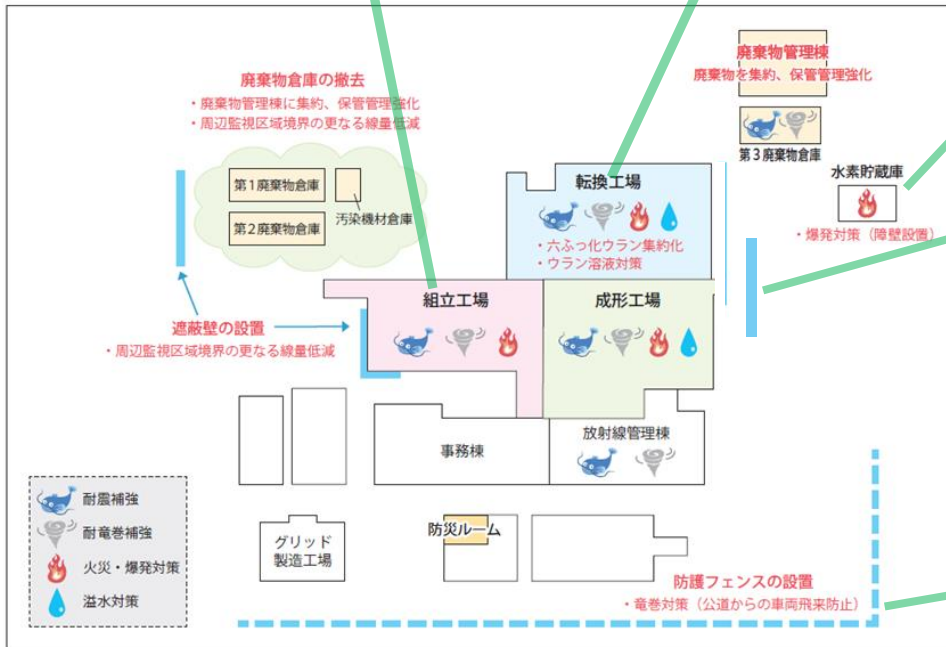 廃棄物倉庫の撤去
・廃棄物管理棟に集約、保管管理強化
・周辺監視区域境界の更なる線量低減
廃棄物管理棟
廃棄物を集約、保管管理強化
第3廃棄物倉庫
水素貯蔵庫
・爆発対策（障壁設置）
第1廃棄物倉庫
第2廃棄物倉庫
汚染機材倉庫
転換工場
・六ふっ化ウラン集約化
・ウラン溶液対策
組立工場
成形工場
遮蔽壁の設置
・周辺監視区域境界の更なる線量低減
事務棟
放射線管理棟
耐震補強
耐竜巻補強
火災・爆発対策
溢水対策
グリッド
製造工場
防災ルーム
防護フェンスの設置
・竜巻対策（公道からの車両飛来防止）